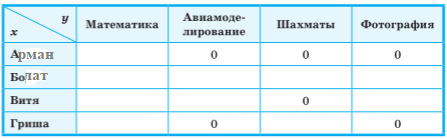 y
x
Математика
Авиамоде-
лирование
Шахматы
Фотография
Арман 0 0 0
Болат
Витя 0
Гриша 0 0